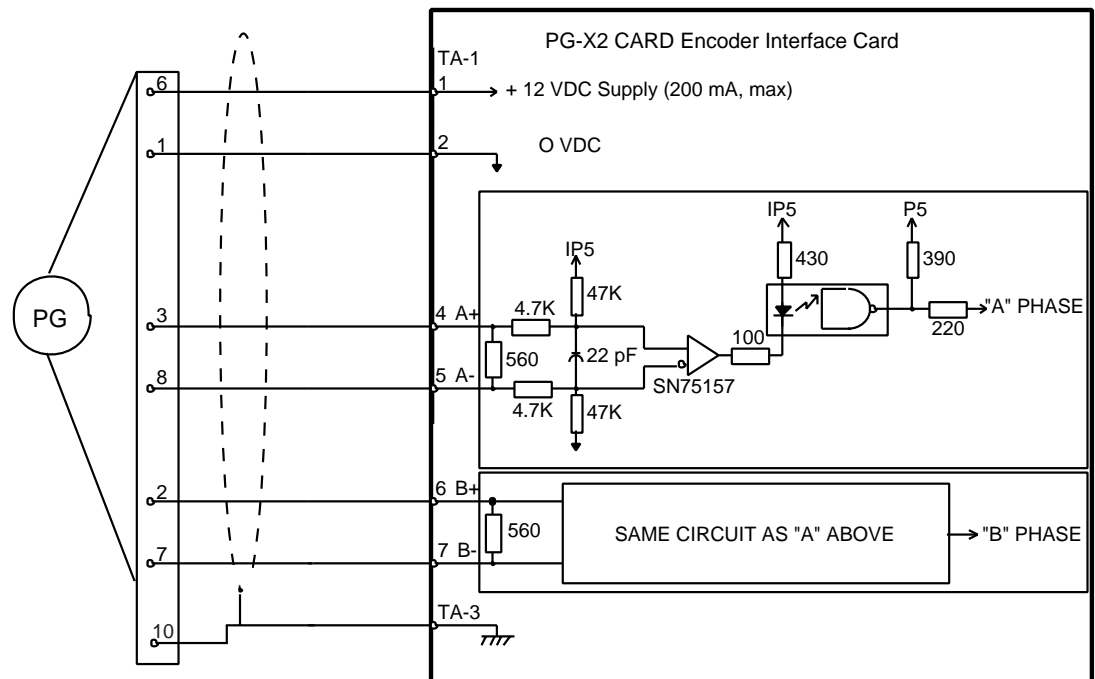 PG-X2 CARD Encoder Interface Card
TA-1
6
1
+ 12 VDC Supply (200 mA, max)
1
2
O VDC
IP5
P5
430
390
IP5
47K
PG
3
4 A+
4.7K
"A" PHASE
220
100
560
22 pF
8
5 A-
SN75157
4.7K
47K
2
6 B+
560
SAME CIRCUIT AS "A" ABOVE
"B" PHASE
7
7 B-
TA-3
10